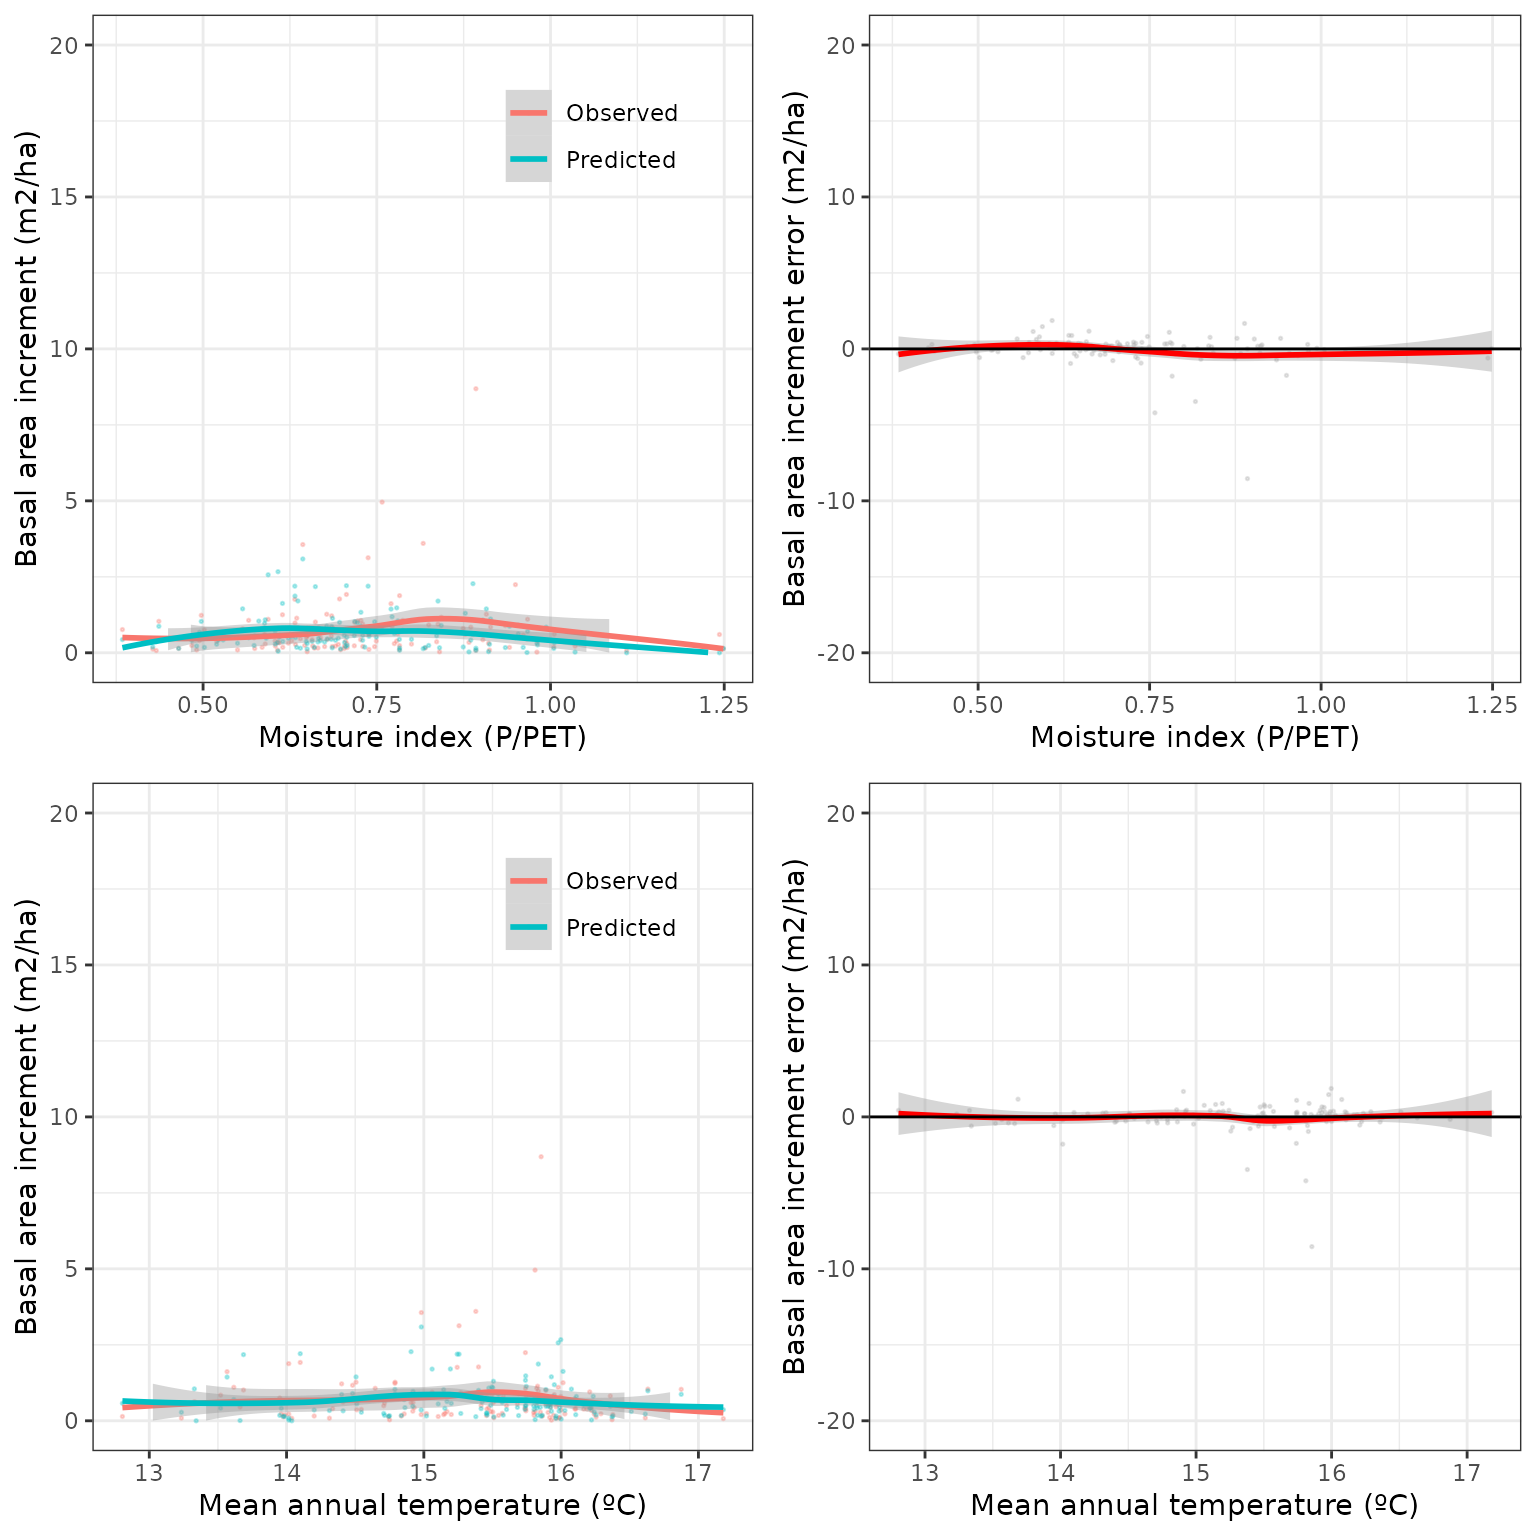 20
15
10
5
0
Basal area increment (m2/ha)
Observed
Predicted
0.50 0.75 1.00 1.25
Moisture index (P/PET)
20
10
0
-10
-20
Basal area increment error (m2/ha)
0.50 0.75 1.00 1.25
Moisture index (P/PET)
20
15
10
5
0
Basal area increment (m2/ha)
Observed
Predicted
13 14 15 16 17
Mean annual temperature (ºC)
20
10
0
-10
-20
Basal area increment error (m2/ha)
13 14 15 16 17
Mean annual temperature (ºC)